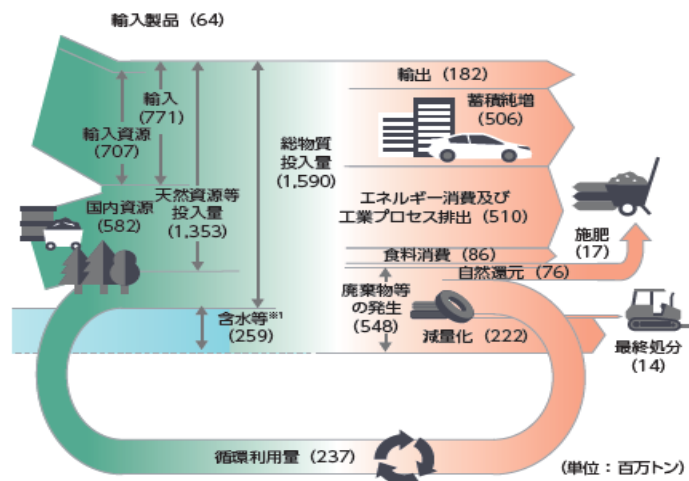 輸入製品（64）
輸入
（771）
輸入資源
（707）
国内資源
（582）
天然資源等
投入量
（1,353）
総物質
投入量
（1,590）
含水等※1
（259）
輸出（182）
蓄積純増
（506）
エネルギー消費及び
工業プロセス排出（510）
食料消費（86）
自然還元（76）
施肥
（17）
廃棄物等
の発生
（548）
減量化（222）
最終処分
（14）
循環利用量（237）
（単位：百万トン）